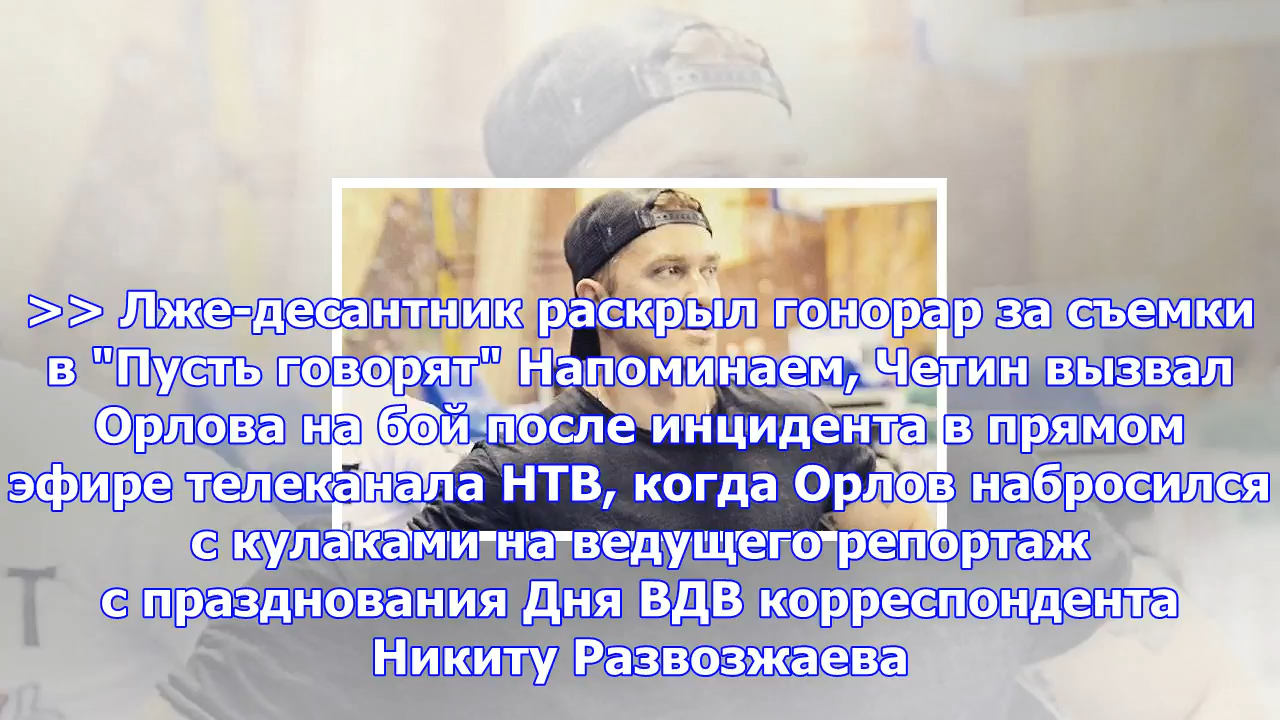 >> Лже-десантник раскрыл гонорар за съемки
в "Пусть говорят" Напоминаем, Четин вызвал
Орлова на бой после инцидента в прямом
эфире телеканала НТВ, когда Орлов набросился
с кулаками на ведущего репортаж
с празднования Дня ВДВ корреспондента
Никиту Развозжаева